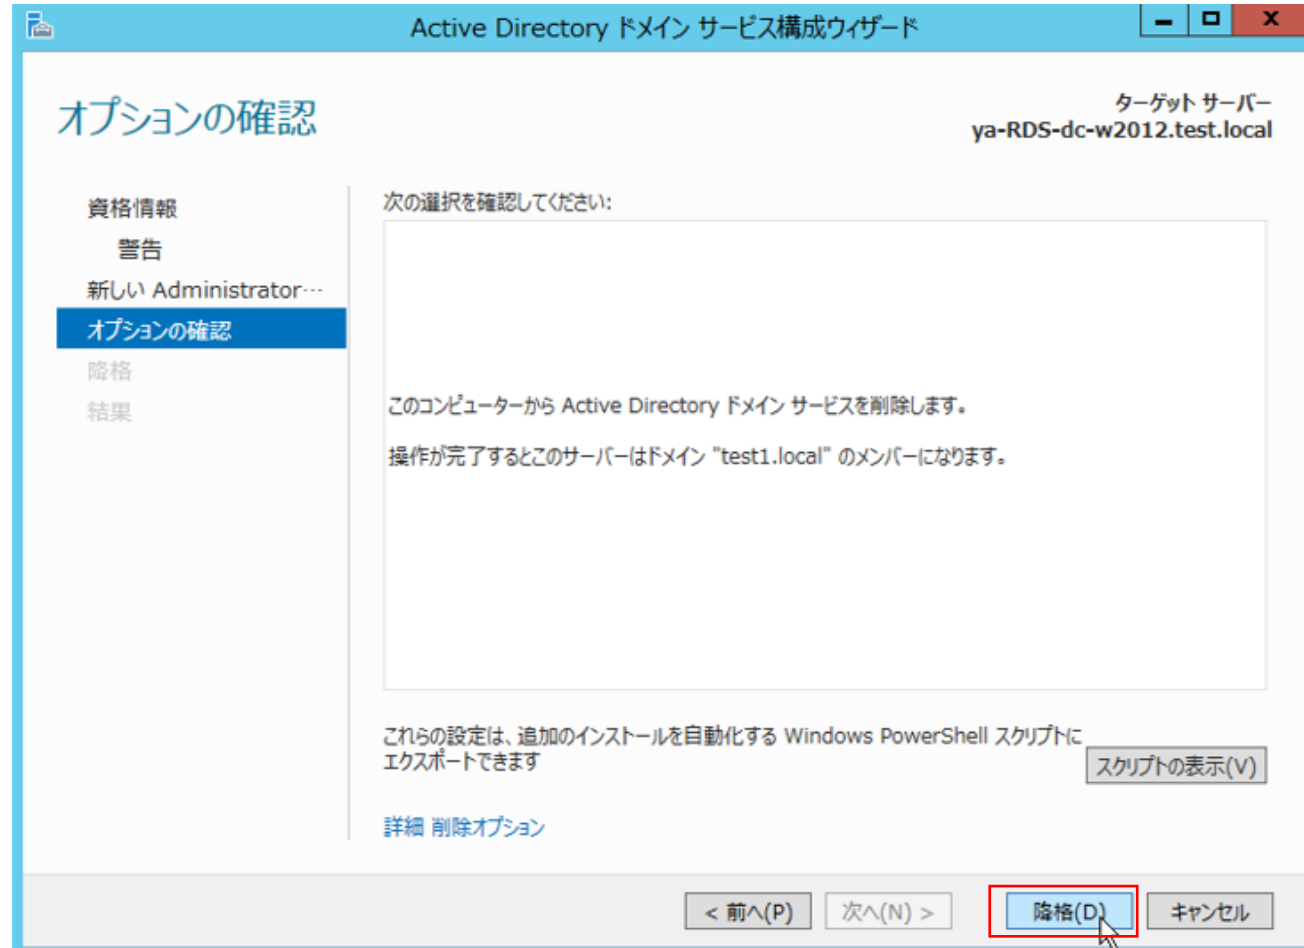 Active Directory ドメイン サービス構成ウィザード
オプションの確認
ターゲット サーバー
ya-RDS-dc-w2012.test.local
資格情報
警告
新しい Administrator…
オプションの確認
降格
結果
次の選択を確認してください:
このコンピューターから Active Directory ドメイン サービスを削除します。
操作が完了するとこのサーバーはドメイン "test1.local" のメンバーになります。
これらの設定は、追加のインストールを自動化する Windows PowerShell スクリプトに
エクスポートできます
スクリプトの表示(V)
詳細 削除オプション
< 前へ(P)
次へ(N) >
降格(D)
キャンセル